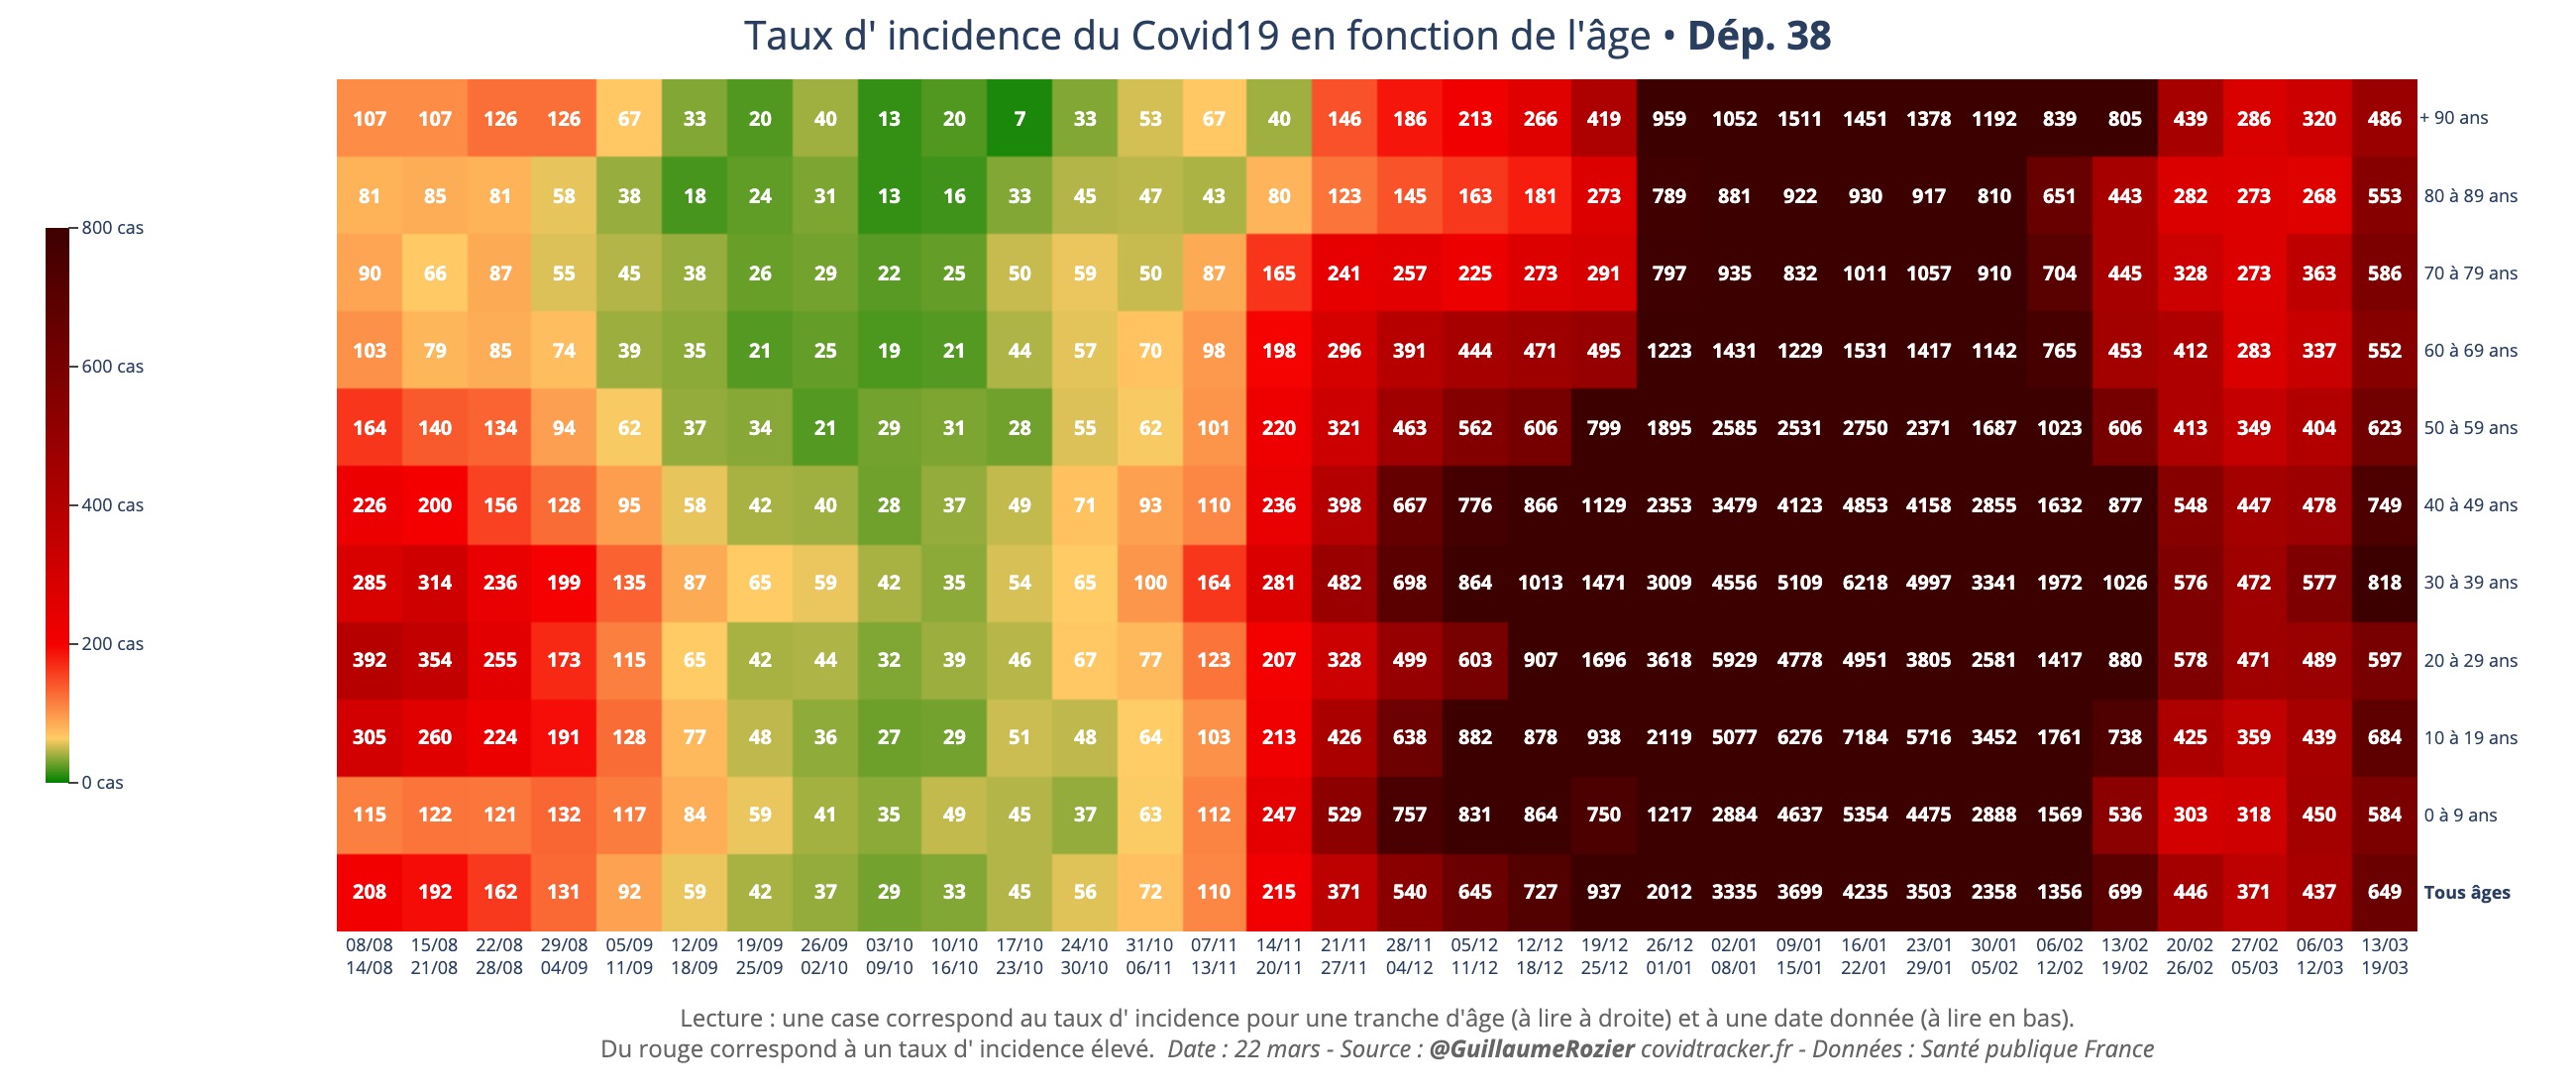 Taux d' incidence du Covid19 en fonction de l'âge • Dép. 38
107 107 126 126 67 33 20 40 13 20 7 33 53 67 40 146 186 213 266 419 959 1052 1511 1451 1378 1192 839 805 439 286 320 486 + 90 ans
81 85 81 58 38 18 24 31 13 16 33 45 47 43 80 123 145 163 181 273 789 881 922 930 917 810 651 443 282 273 268 553 80 à 89 ans
800 cas
90 66 87 55 45 38 26 29 22 25 50 59 50 87 165 241 257 225 273 291 797 935 832 1011 1057 910 704 445 328 273 363 586 70 à 79 ans
103 79 85 74 39 35 21 25 19 21 44 57 70 98 198 296 391 444 471 495 1223 1431 1229 1531 1417 1142 765 453 412 283 337 552 60 à 69 ans
600 cas
164 140 134 94 62 37 34 21 29 31 28 55 62 101 220 321 463 562 606 799 1895 2585 2531 2750 2371 1687 1023 606 413 349 404 623 50 à 59 ans
400 cas
226 200 156 128 95 58 42 40 28 37 49 71 93 110 236 398 667 776 866 1129 2353 3479 4123 4853 4158 2855 1632 877 548 447 478 749 40 à 49 ans
285 314 236 199 135 87 65 59 42 35 54 65 100 164 281 482 698 864 1013 1471 3009 4556 5109 6218 4997 3341 1972 1026 576 472 577 818 30 à 39 ans
200 cas
392 354 255 173 115 65 42 44 32 39 46 67 77 123 207 328 499 603 907 1696 3618 5929 4778 4951 3805 2581 1417 880 578 471 489 597 20 à 29 ans
305 260 224 191 128 77 48 36 27 29 51 48 64 103 213 426 638 882 878 938 2119 5077 6276 7184 5716 3452 1761 738 425 359 439 684 10 à 19 ans
0 cas
115 122 121 132 117 84 59 41 35 49 45 37 63 112 247 529 757 831 864 750 1217 2884 4637 5354 4475 2888 1569 536 303 318 450 584 0 à 9 ans
208 192 162 131 92 59 42 37 29 33 45 56 72 110 215 371 540 645 727 937 2012 3335 3699 4235 3503 2358 1356 699 446 371 437 649 Tous âges
08/08 15/08 22/08 29/08 05/09 12/09 19/09 26/09 03/10 10/10 17/10 24/10 31/10 07/11 14/11 21/11 28/11 05/12 12/12 19/12 26/12 02/01 09/01 16/01 23/01 30/01 06/02 13/02 20/02 27/02 06/03 13/03
14/08 21/08 28/08 04/09 11/09 18/09 25/09 02/10 09/10 16/10 23/10 30/10 06/11 13/11 20/11 27/11 04/12 11/12 18/12 25/12 01/01 08/01 15/01 22/01 29/01 05/02 12/02 19/02 26/02 05/03 12/03 19/03
Lecture : une case correspond au taux d' incidence pour une tranche d'âge (à lire à droite) et à une date donnée (à lire en bas).
Du rouge correspond à un taux d' incidence élevé. Date : 22 mars - Source : @GuillaumeRozier covidtracker.fr - Données : Santé publique France